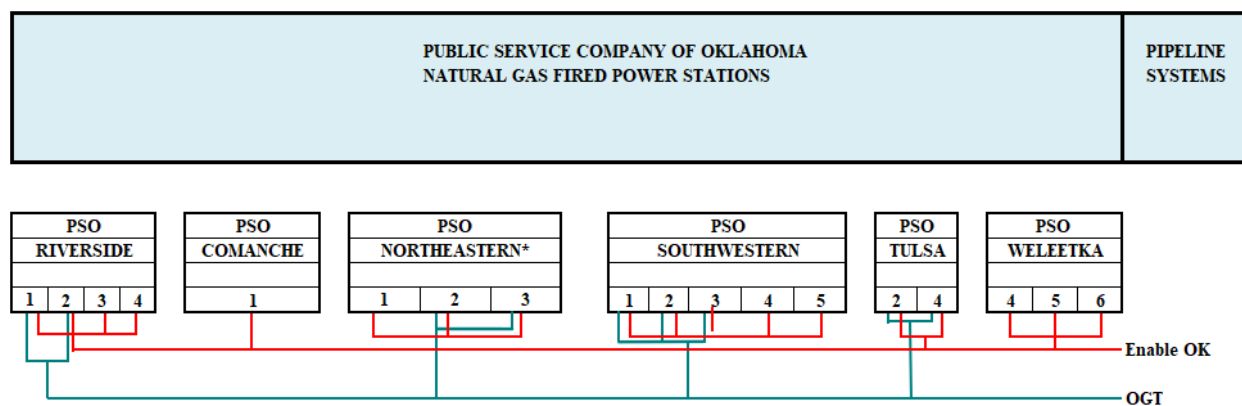 PUBLIC SERVICE COMPANY OF OKLAHOMA
NATURAL GAS FIRED POWER STATIONS
PIPELINE
SYSTEMS
PSO
RIVERSIDE
1 2 3 4
PSO
COMANCHE
1
PSO
NORTHEASTERN*
1 2 3
PSO
SOUTHWESTERN
1 2 3 4 5
PSO
TULSA
2 4
PSO
WELEETKA
4 5 6
Enable OK
OGT